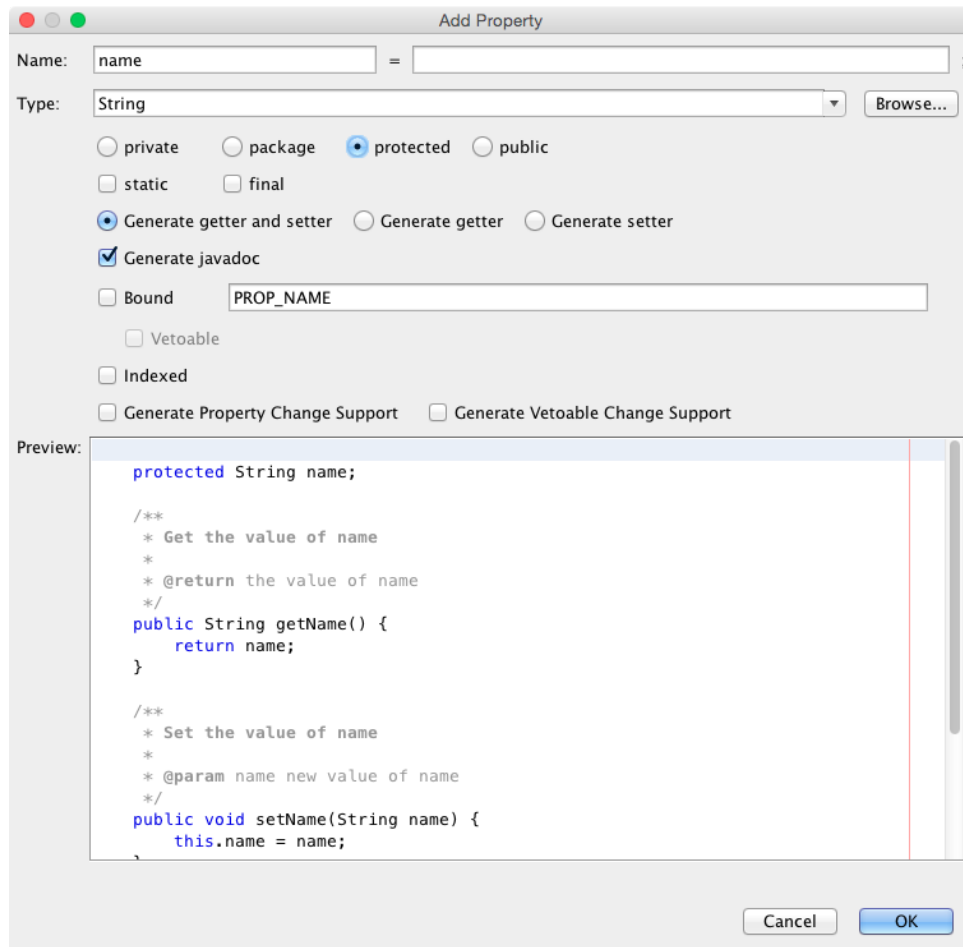 Add Property
Name: name =
Type: String Browse...
private package protected public
static final
Generate getter and setter Generate getter Generate setter
Generate javadoc
Bound PROP_NAME
Vetoable
Indexed
Generate Property Change Support Generate Vetoable Change Support
Preview:
protected String name;
/**
* Get the value of name
*
* @return the value of name
*/
public String getName() {
return name;
}
/**
* Set the value of name
*
* @param name new value of name
*/
public void setName(String name) {
this.name = name;
Cancel OK